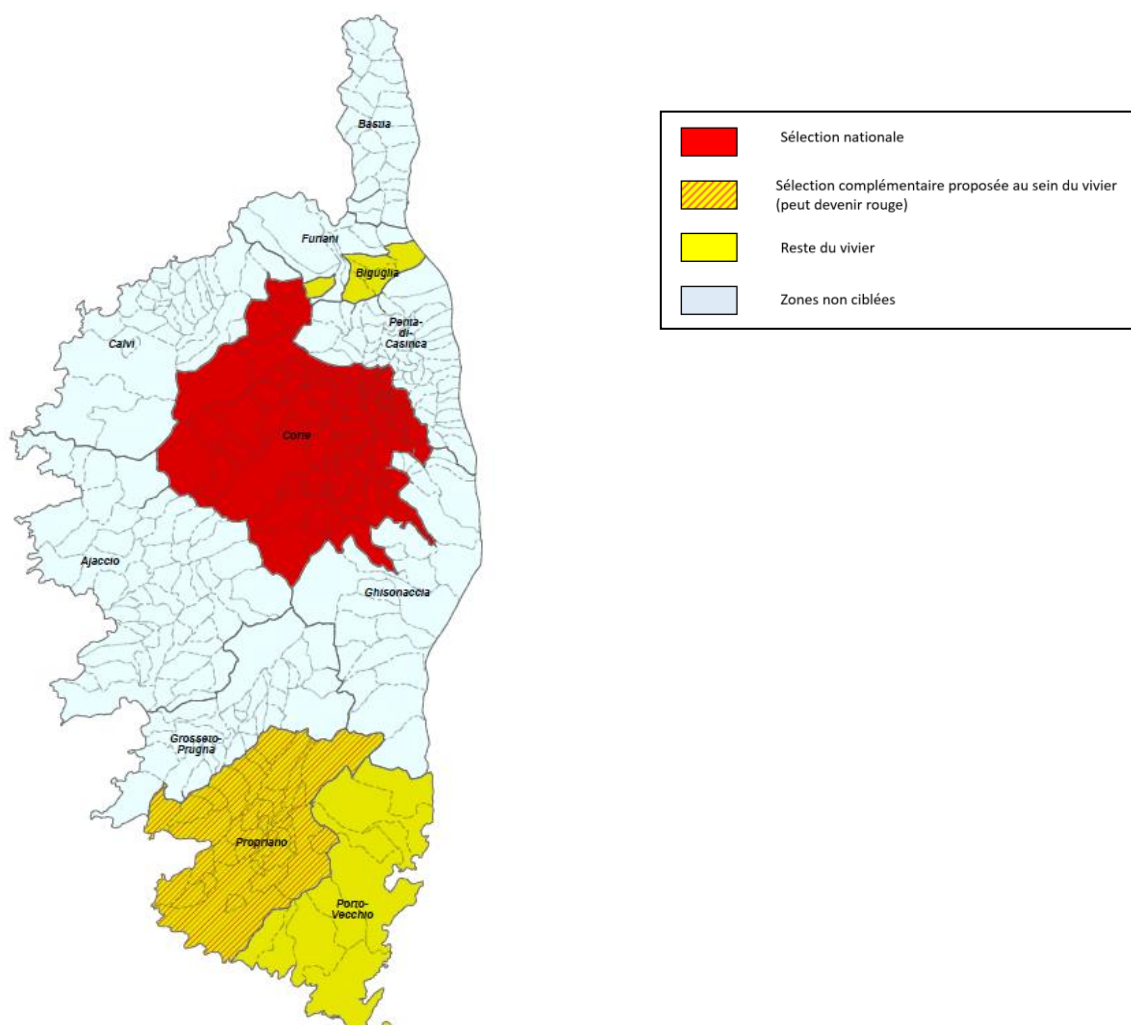 Bastia
Furiani
Biguglia
Penta-
di-
Casinca
Calvi
Corte
Ajaccio
Ghisonaccia
Grosseto-
Prugna
Propriano
Porto-
Vecchio
Sélection nationale
Sélection complémentaire proposée au sein du vivier
(peut devenir rouge)
Reste du vivier
Zones non ciblées